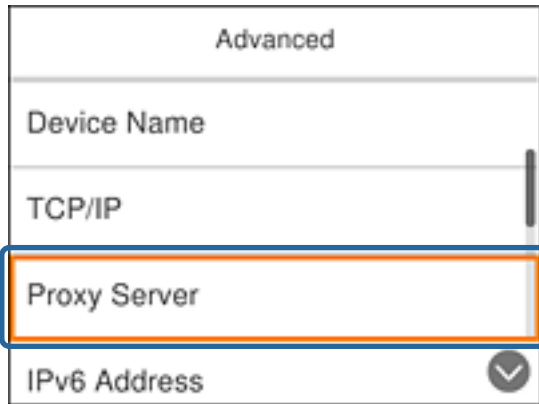 Advanced
Device Name
TCP/IP
Proxy Server
IPv6 Address